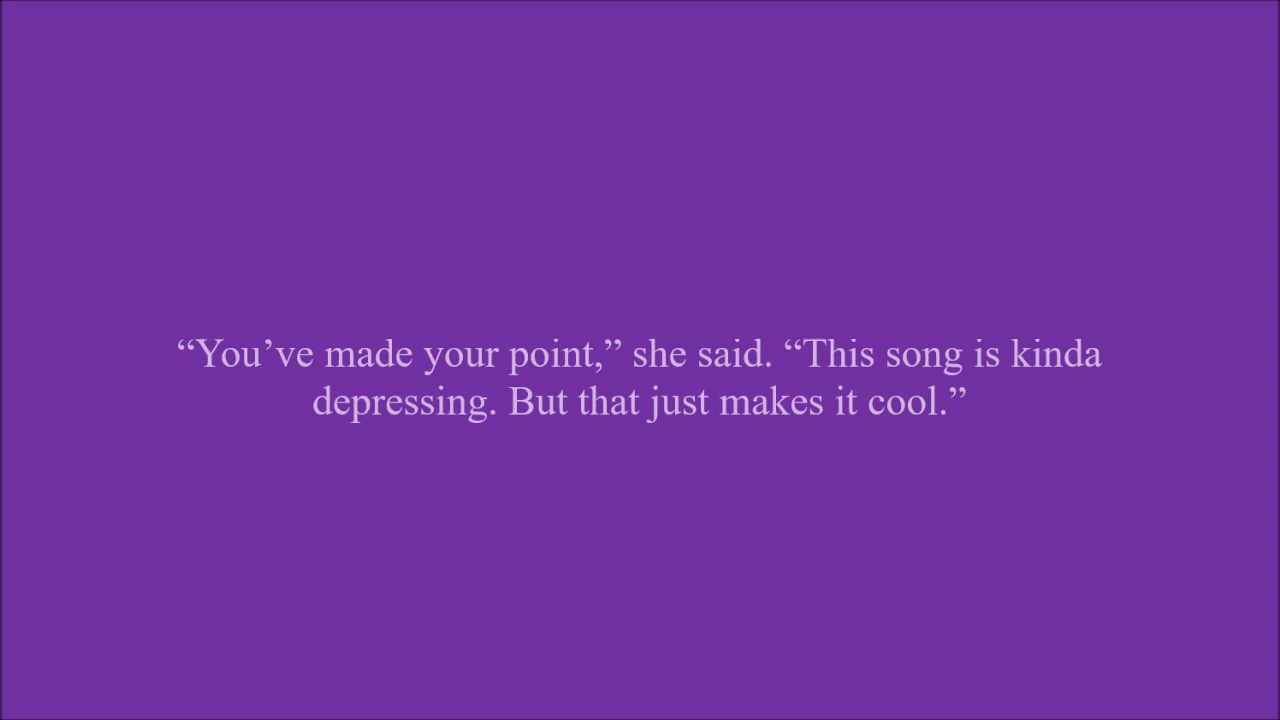 “You’ve made your point,” she said. “This song is kinda
depressing. But that just makes it cool.”